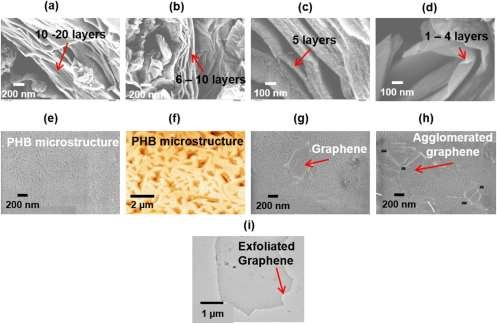 (a) (b) (c) (d)
10 -20 layers
6 – 10 layers
5 layers
1 – 4 layers
200 nm
200 nm
100 nm
100 nm
(e) (f) (g) (h)
PHB microstructure
PHB microstructure
Graphene
Agglomerated
graphene
200 nm
2 µm
200 nm
200 nm
(i)
Exfoliated
Graphene
1 µm